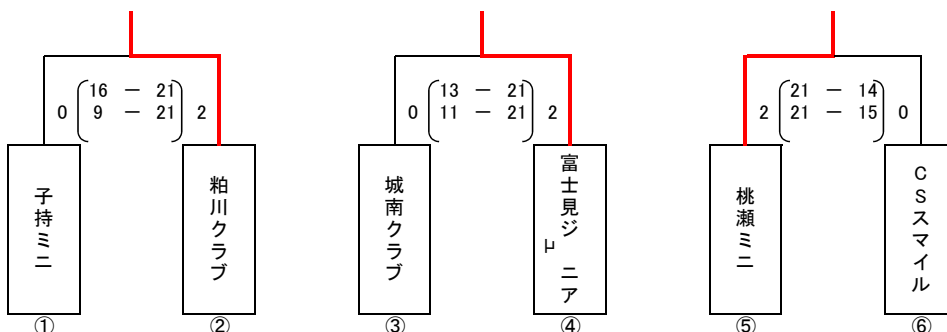 16 － 21
0 9 － 21 2
13 － 21
0 11 － 21 2
21 － 14
2 21 － 15 0
子持ミニ
粕川クラブ
城南クラブ
富士見ジュニア
桃瀬ミニ
CSスマイル
①
②
③
④
⑤
⑥